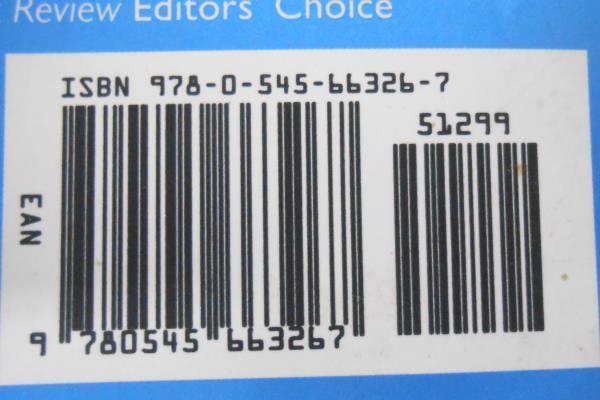 Review Editors' Choice
ISBN 978-0-545-66326-7
51299
EAN
9 780545 663267